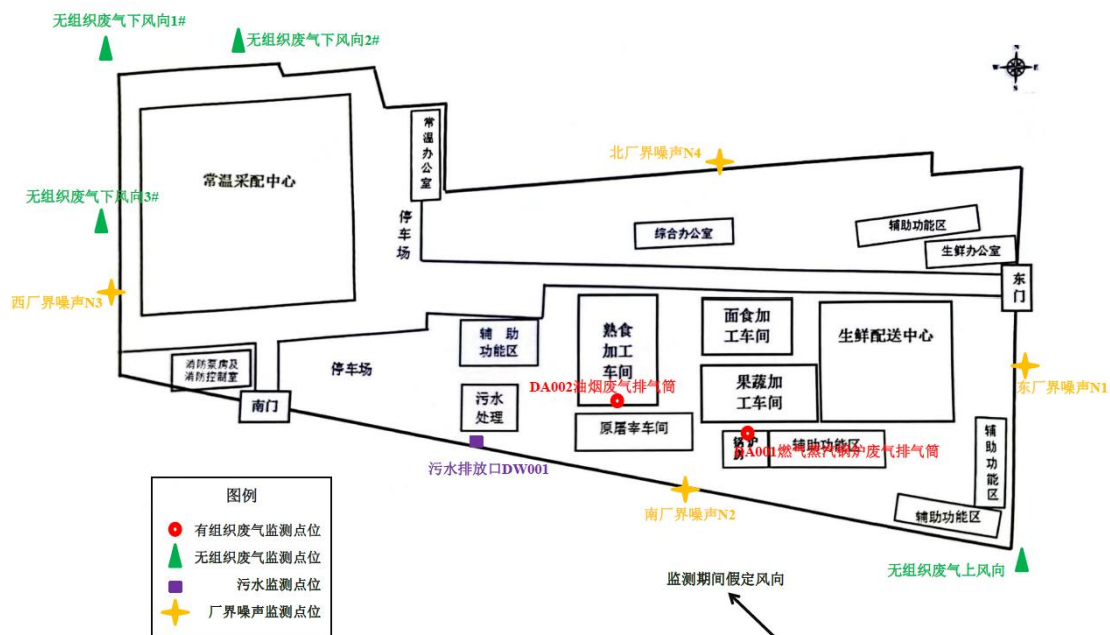 无组织废气下风向1#
无组织废气下风向2#
N
W
E
S
常温办公室
北厂界噪声N4
常温采配中心
无组织废气下风向3#
停车场
综合办公室
辅助功能区
生鲜办公室
东门
西厂界噪声N3
辅 助
功能区
熟食
加工
车间
面食加
工车间
生鲜配送中心
消防泵房及
消防控制室
停车场
东厂界噪声N1
DA002油烟废气排气筒
果蔬加
工车间
南门
污水
处理
原屠宰车间
锅炉房
辅助功能区
DA001燃气蒸汽锅炉废气排气筒
辅助功能区
污水排放口DW001
南厂界噪声N2
辅助功能区
图例
有组织废气监测点位
无组织废气监测点位
污水监测点位
厂界噪声监测点位
无组织废气上风向
监测期间假定风向